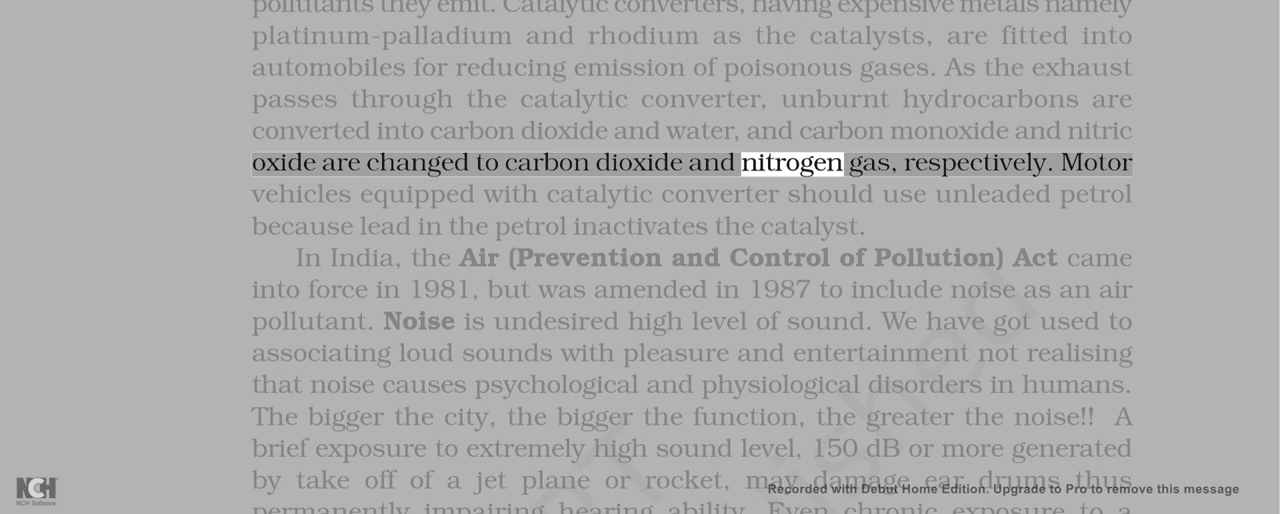 pollutants they emit. Catalytic converters, having expensive metals namely
platinum-palladium and rhodium as the catalysts, are fitted into
automobiles for reducing emission of poisonous gases. As the exhaust
passes through the catalytic converter, unburnt hydrocarbons are
converted into carbon dioxide and water, and carbon monoxide and nitric
oxide are changed to carbon dioxide and nitrogen gas, respectively. Motor
vehicles equipped with catalytic converter should use unleaded petrol
because lead in the petrol inactivates the catalyst.
In India, the Air (Prevention and Control of Pollution) Act came
into force in 1981, but was amended in 1987 to include noise as an air
pollutant. Noise is undesired high level of sound. We have got used to
associating loud sounds with pleasure and entertainment not realising
that noise causes psychological and physiological disorders in humans.
The bigger the city, the bigger the function, the greater the noise!! A
brief exposure to extremely high sound level, 150 dB or more generated
by take off of a jet plane or rocket, may damage ear drums thus
permanently impairing hearing ability. Even chronic exposure to a
NCH
NCH Software
Recorded with Debut Home Edition. Upgrade to Pro to remove this message